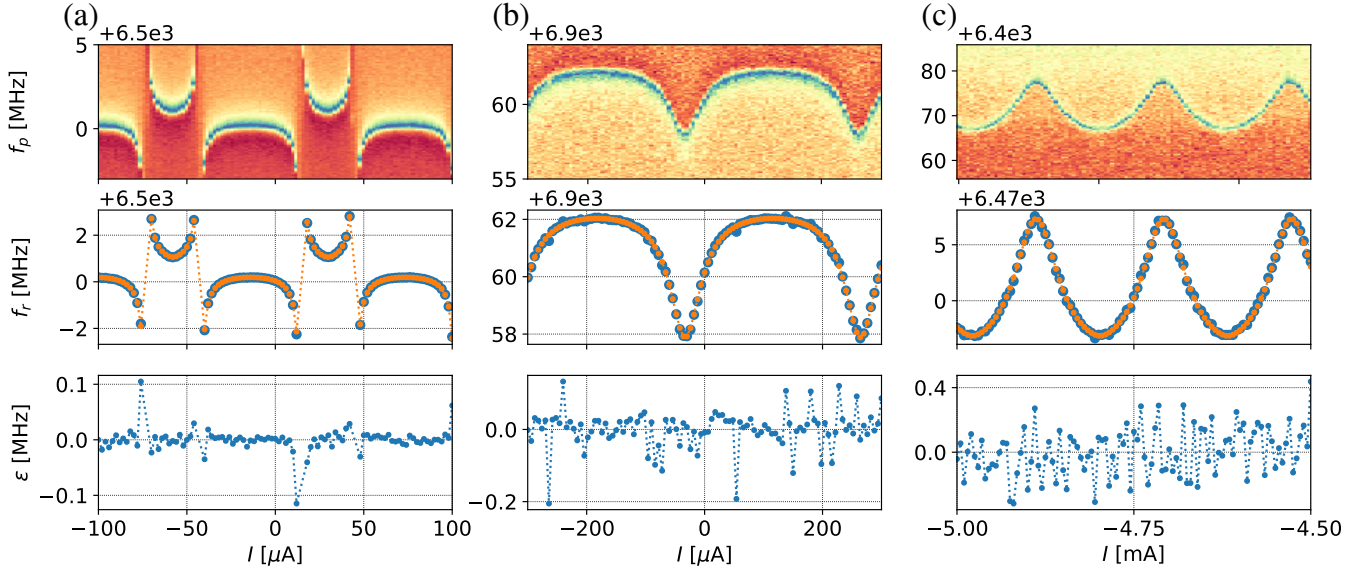 (a) (b) (c)
+6.5e3 +6.9e3 +6.4e3
f_p [MHz]
5
0
60
55
80
70
60
+6.5e3 +6.9e3 +6.47e3
f_r [MHz]
2
0
−2
62
60
58
5
0
ε [MHz]
0.1
0.0
−0.1
0.0
−0.2
0.4
0.0
−100 −50 0 50 100
−200 0 200
−5.00 −4.75 −4.50
I [μA] I [μA] I [mA]